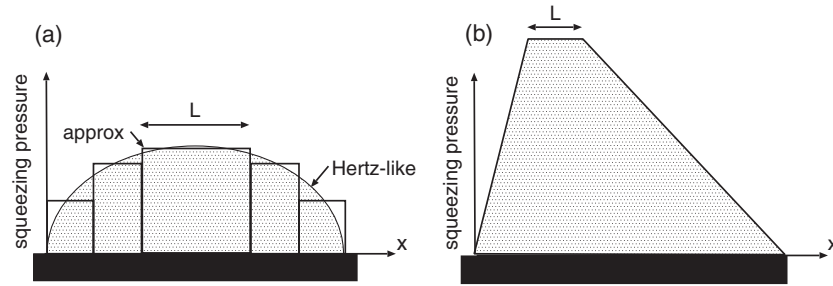 (a)
squeezing pressure
approx
L
Hertz-like
x
(b)
squeezing pressure
L
x